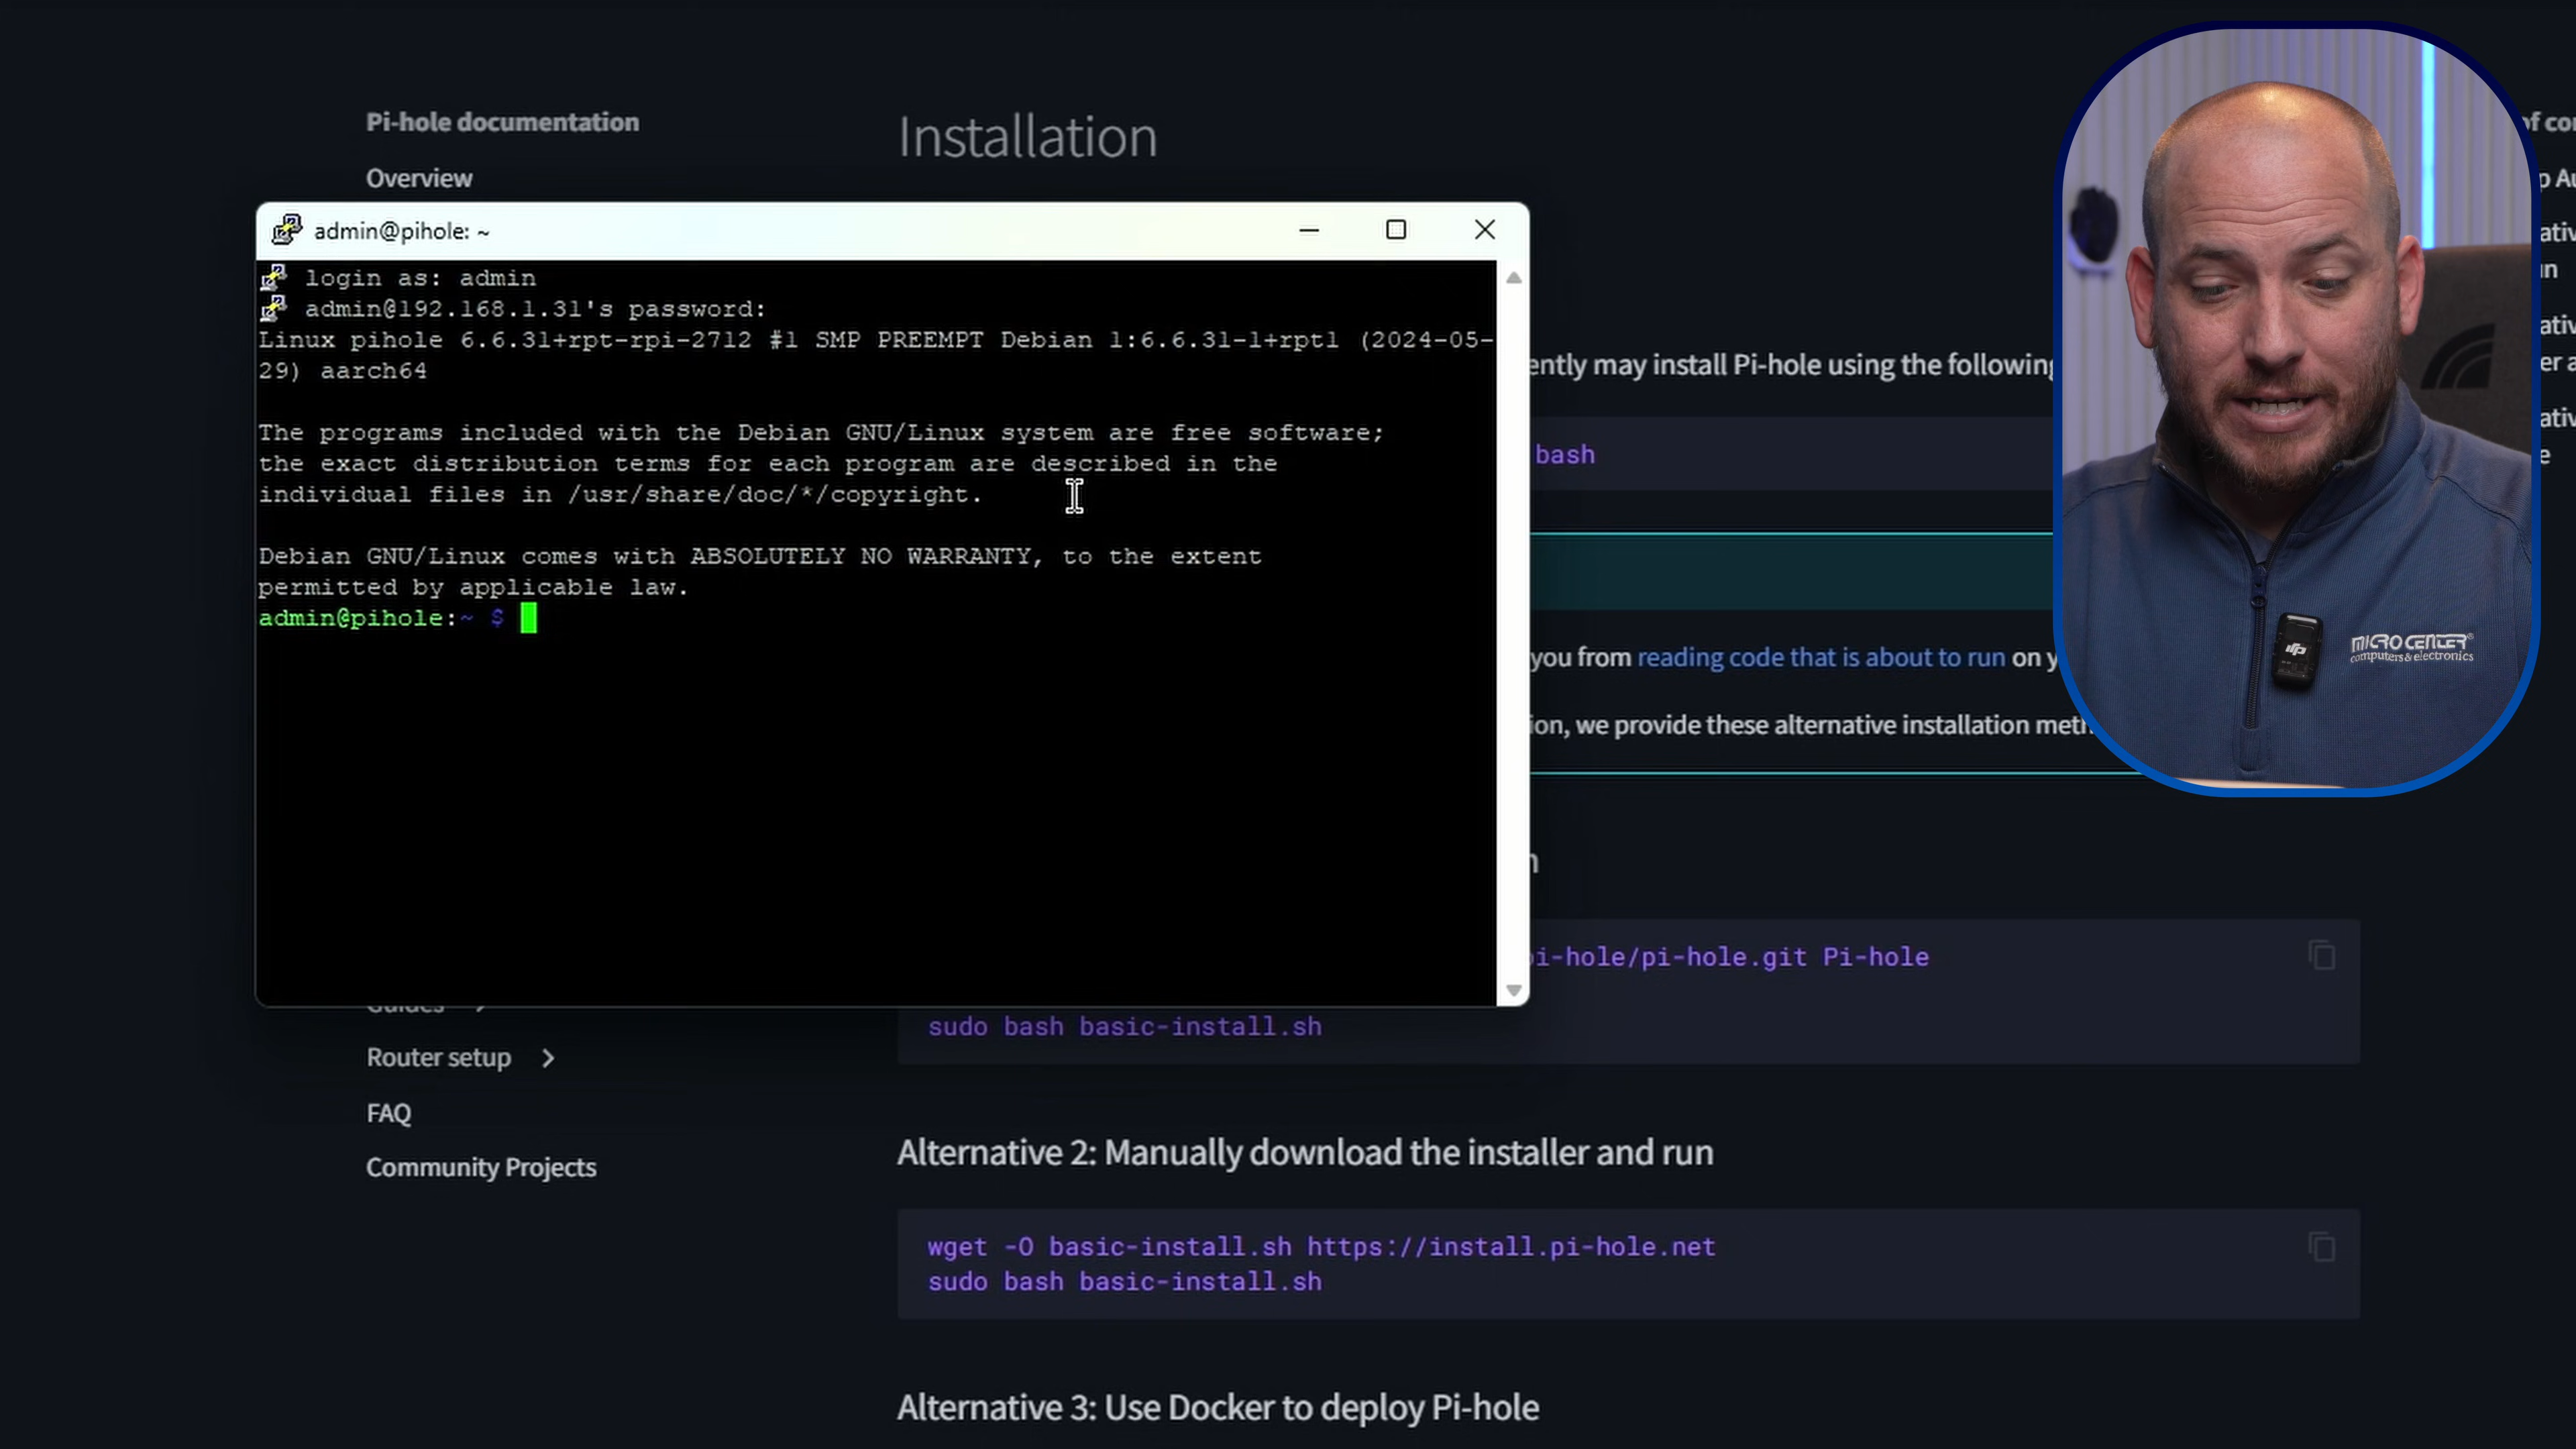 Pi-hole documentation
Overview
Installation
admin@pihole: ~
login as: admin
admin@192.168.1.31's password:
Linux pihole 6.6.31+rpt-rpi-2712 #1 SMP PREEMPT Debian 1:6.6.31-1+rpt1 (2024-05-
29) aarch64
The programs included with the Debian GNU/Linux system are free software;
the exact distribution terms for each program are described in the
individual files in /usr/share/doc/*/copyright.
Debian GNU/Linux comes with ABSOLUTELY NO WARRANTY, to the extent
permitted by applicable law.
admin@pihole:~ $
may install Pi-hole using the following
bash
you from reading code that is about to run on
we provide these alternative installation
pi-hole/pi-hole.git Pi-hole
sudo bash basic-install.sh
Guides
Router setup
FAQ
Community Projects
Alternative 2: Manually download the installer and run
wget -O basic-install.sh https://install.pi-hole.net
sudo bash basic-install.sh
Alternative 3: Use Docker to deploy Pi-hole
of
MICRO CENTER
computers & electronics
dji